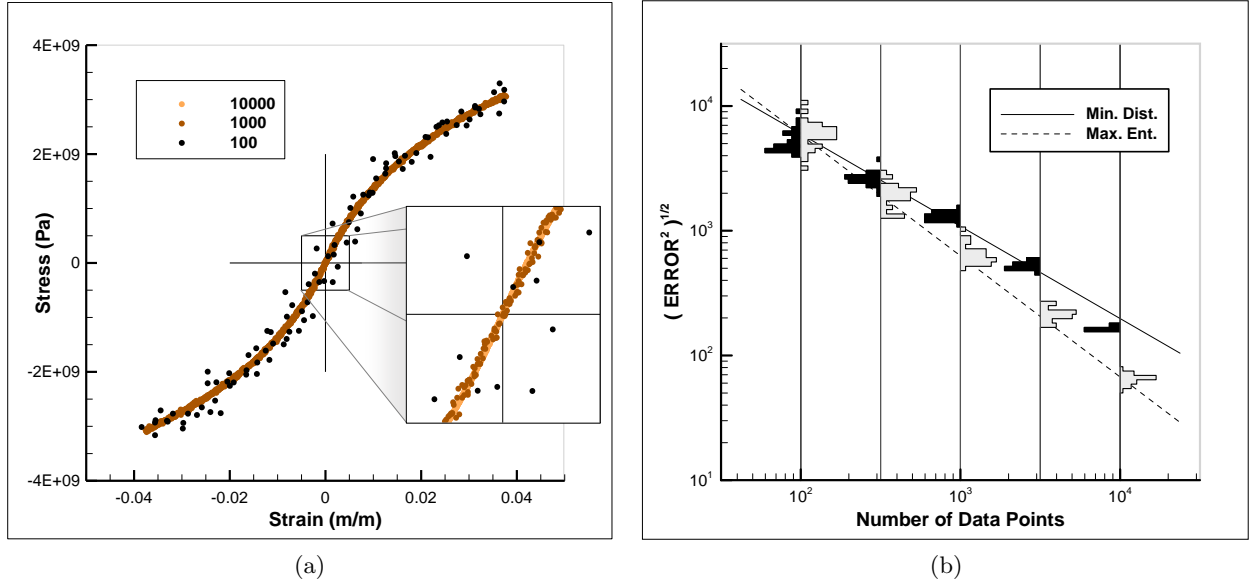 4E+09
2E+09
0
-2E+09
-4E+09
-0.04
-0.02
0
0.02
0.04
Stress (Pa)
Strain (m/m)
10000
1000
100
(a)
10^4
10^3
10^2
10^1
10^2
10^3
10^4
( ERROR^2 )^1/2
Number of Data Points
Min. Dist.
Max. Ent.
(b)